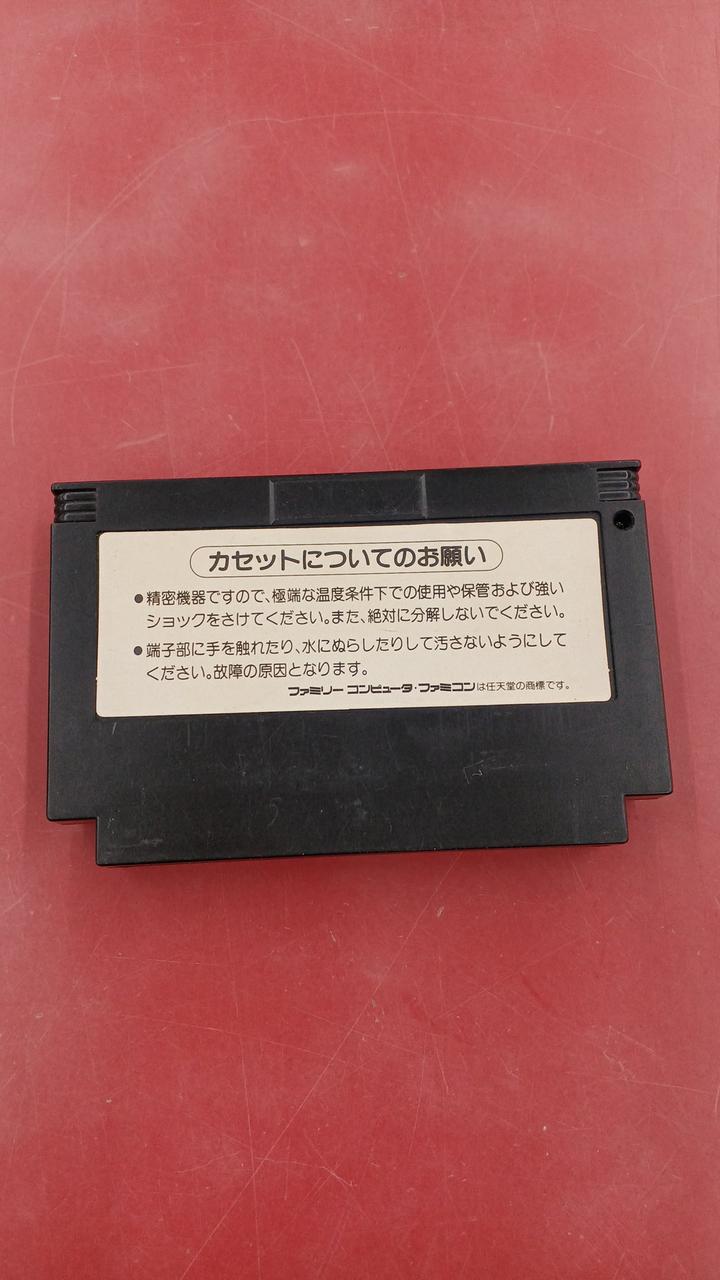 カセットについてのお願い
●精密機器ですので、極端な温度条件下での使用や保管および強い
ショックをさけてください。また、絶対に分解しないでください。
●端子部に手を触れたり、水にぬらしたりして汚さないようにして
ください。故障の原因となります。
ファミリー コンピュータ・ファミコンは任天堂の商標です。